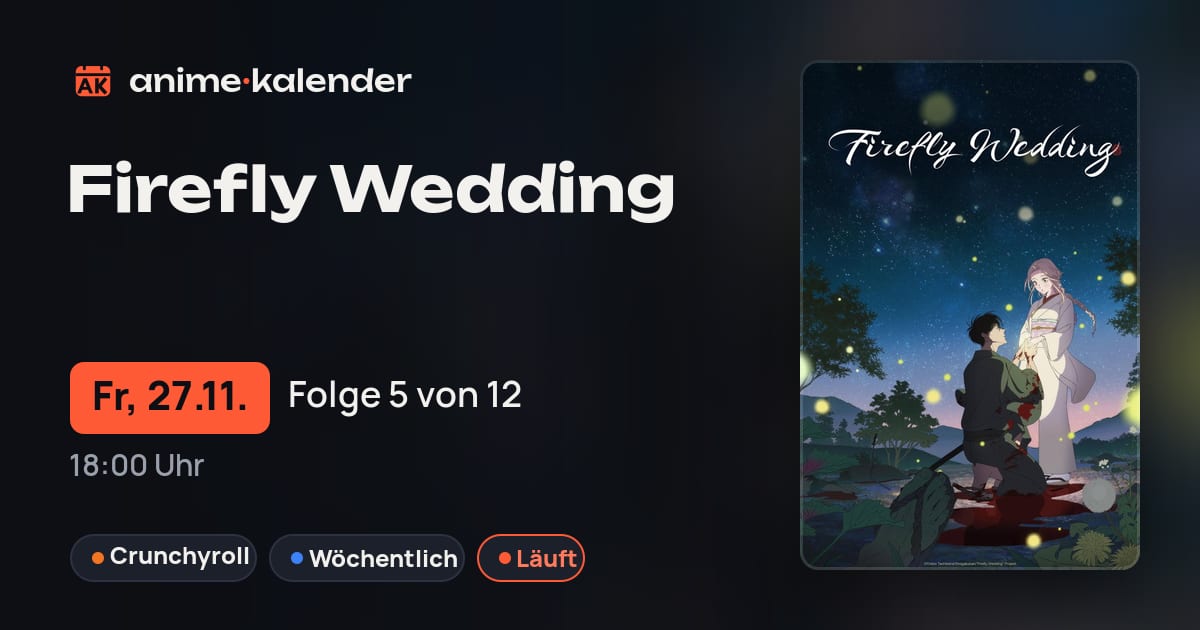 AK
anime·kalender
Firefly Wedding
Fr, 27.11.
Folge 5 von 12
18:00 Uhr
Crunchyroll
Wöchentlich
Läuft
Firefly Wedding